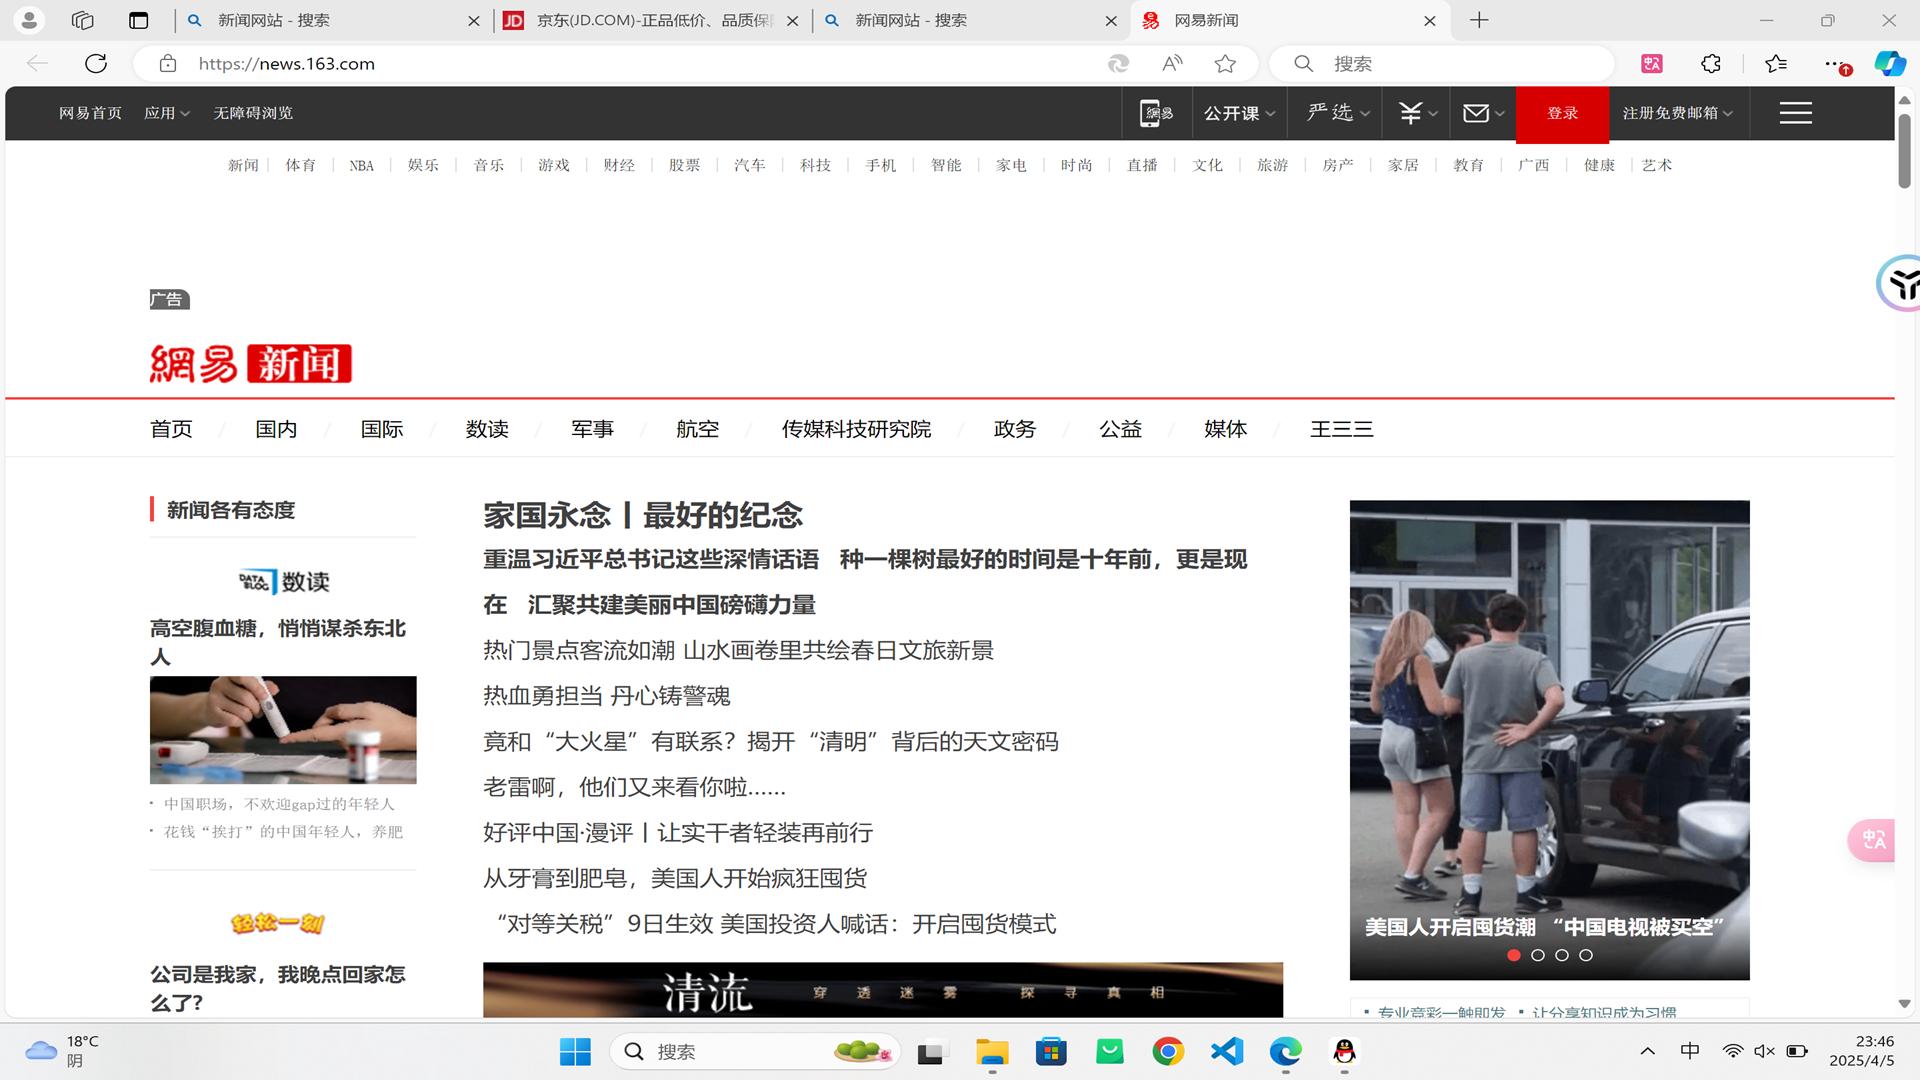 新闻网站 - 搜索
京东(JD.COM)-正品低价、品质保
新闻网站 - 搜索
网易新闻
https://news.163.com
搜索
网易首页 应用 无障碍浏览
網易
公开课
严选
登录
注册免费邮箱
新闻 体育 NBA 娱乐 音乐 游戏 财经 股票 汽车 科技 手机 智能 家电 时尚 直播 文化 旅游 房产 家居 教育 广西 健康 艺术
广告
網易 新闻
首页 / 国内 / 国际 / 数读 / 军事 / 航空 / 传媒科技研究院 / 政务 / 公益 / 媒体 / 王三三
新闻各有态度
DATA BLOG 数读
高空腹血糖，悄悄谋杀东北
人
中国职场，不欢迎gap过的年轻人
花钱“挨打”的中国年轻人，养肥
轻松一刻
公司是我家，我晚点回家怎
么了？
家国永念丨最好的纪念
重温习近平总书记这些深情话语 种一棵树最好的时间是十年前，更是现
在 汇聚共建美丽中国磅礴力量
热门景点客流如潮 山水画卷里共绘春日文旅新景
热血勇担当 丹心铸警魂
竟和“大火星”有联系？揭开“清明”背后的天文密码
老雷啊，他们又来看你啦......
好评中国·漫评丨让实干者轻装再前行
从牙膏到肥皂，美国人开始疯狂囤货
“对等关税”9日生效 美国投资人喊话：开启囤货模式
清流 穿透迷雾 探寻真相
美国人开启囤货潮 “中国电视被买空”
专业竞彩一触即发 让分享知识成为习惯
中A
18°C
阴
搜索
中
23:46
2025/4/5